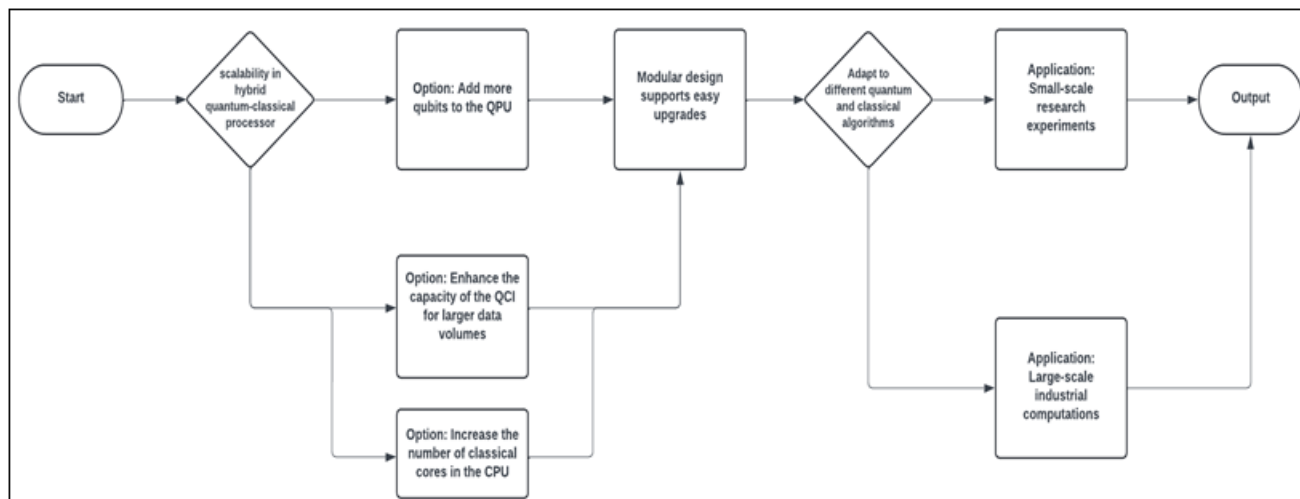 Start
scalability in
hybrid
quantum-classical
processor
Option: Add more
qubits to the QPU
Modular design
supports easy
upgrades
Adapt to
different quantum
and classical
algorithms
Application:
Small-scale
research
experiments
Output
Option: Enhance the
capacity of the QCI
for larger data
volumes
Application:
Large-scale
industrial
computations
Option: Increase the
number of classical
cores in the CPU